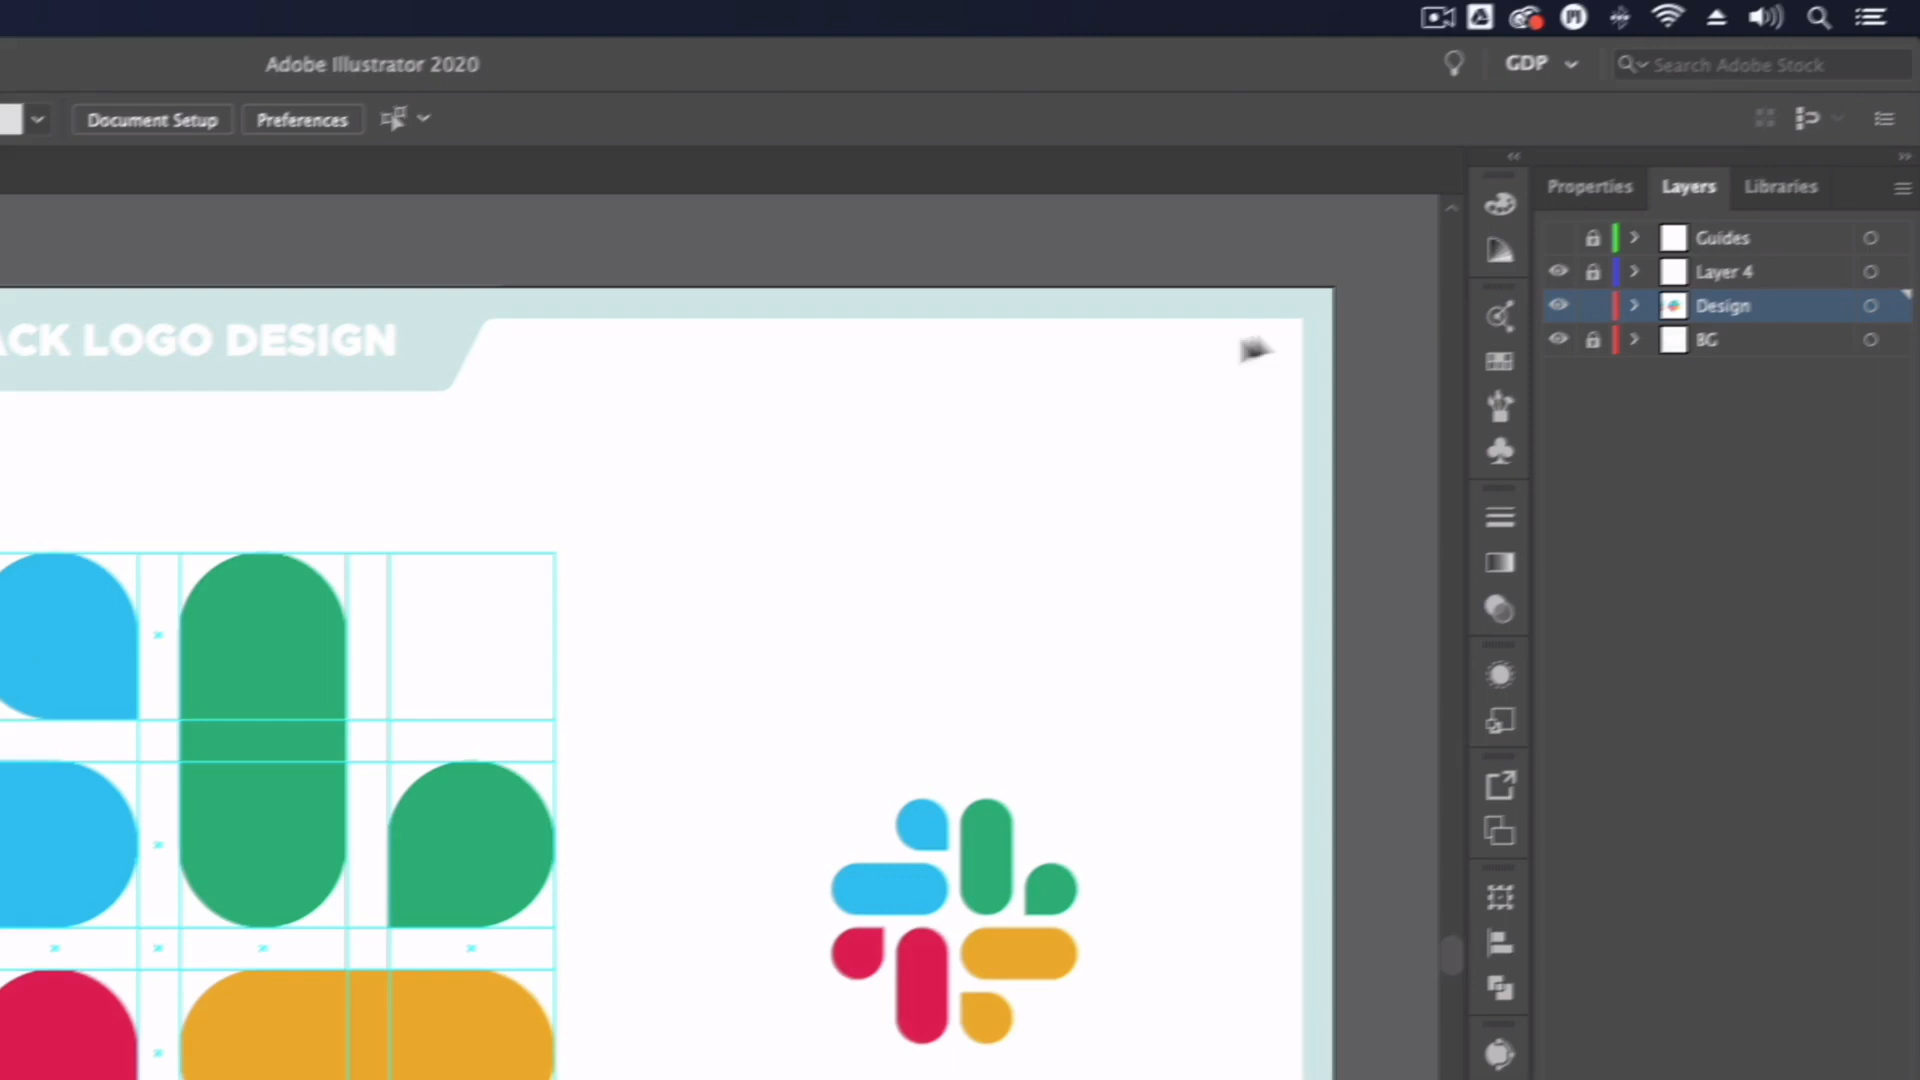 Adobe Illustrator 2020
GDP
Search Adobe Stock
Document Setup
Preferences
Properties
Layers
Libraries
Guides
Layer 4
Design
BG
ACK LOGO DESIGN